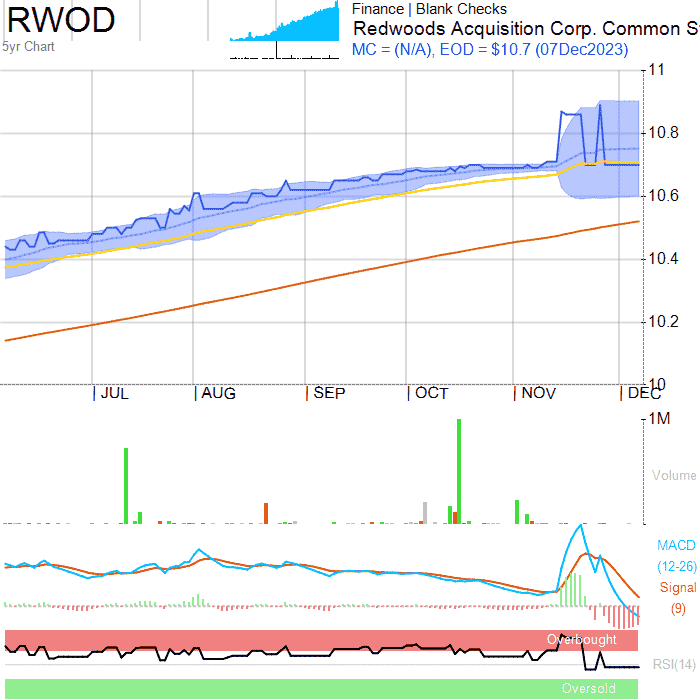 RWOD
5yr Chart
Finance | Blank Checks
Redwoods Acquisition Corp. Common S
MC = (N/A), EOD = $10.7 (07Dec2023)
11
10.8
10.6
10.4
10.2
10
JUL AUG SEP OCT NOV DEC
1M
Volume
MACD
(12-26)
Signal
(9)
Overbought
RSI(14)
Oversold